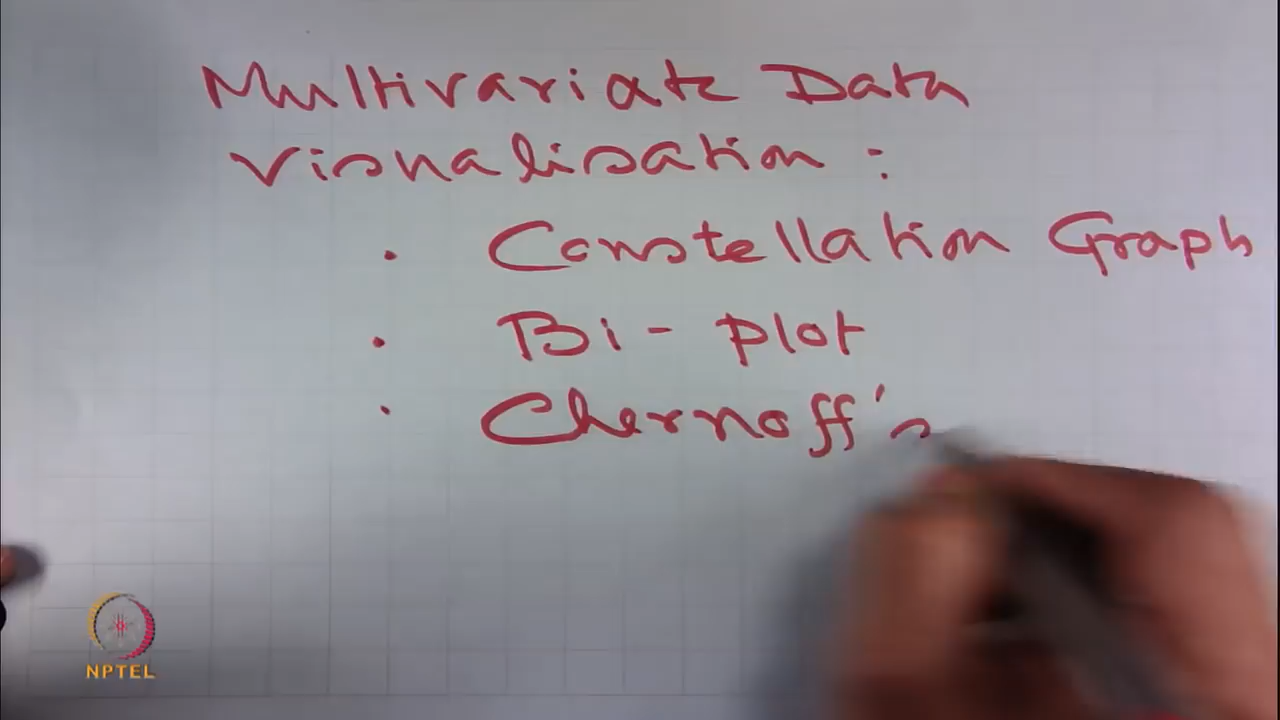 Multivariate Data
Visualisation :
• Constellation Graph
• Bi-plot
• Chernoff's
NPTEL